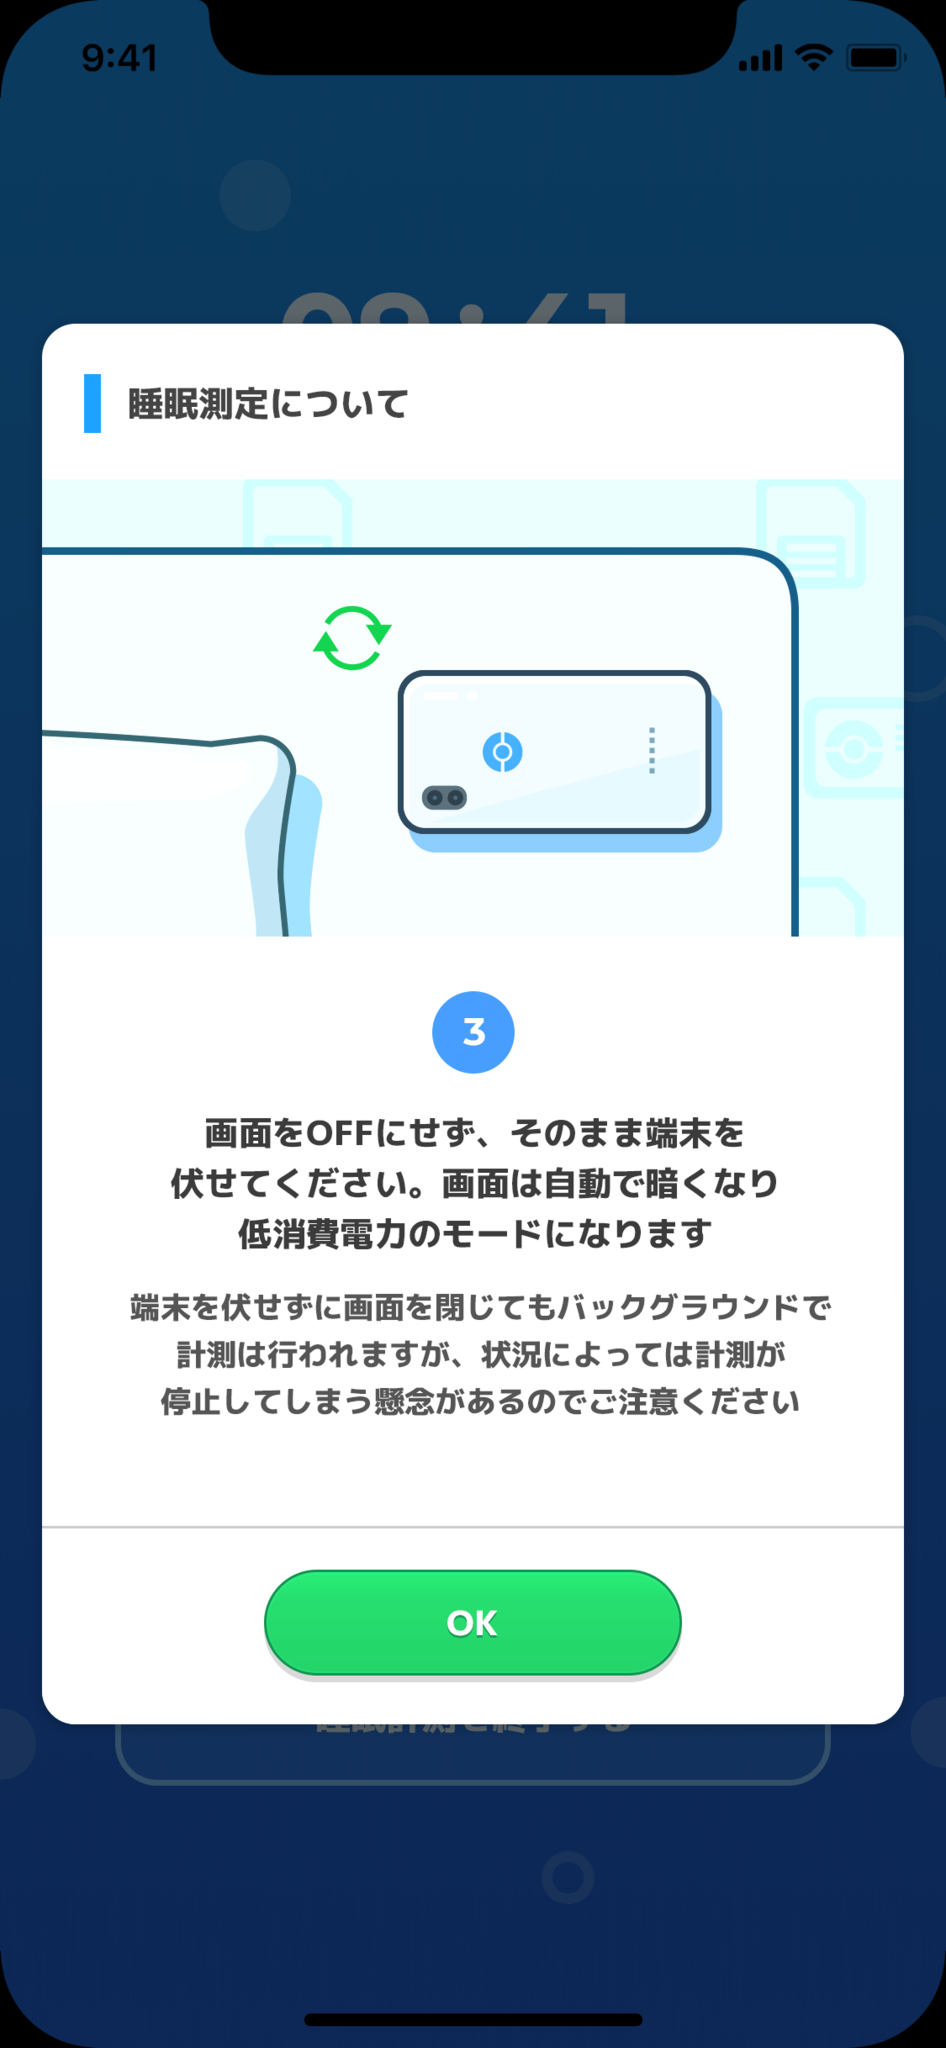 9:41
睡眠測定について
3
画面をOFFにせず、そのまま端末を
伏せてください。画面は自動で暗くなり
低消費電力のモードになります
端末を伏せずに画面を閉じてもバックグラウンドで
計測は行われますが、状況によっては計測が
停止してしまう懸念があるのでご注意ください
OK